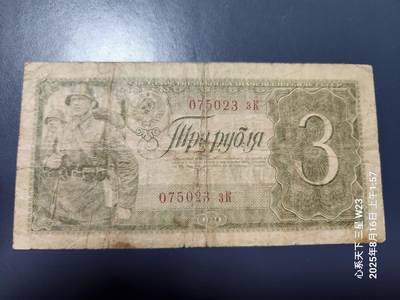 075023 зК
Три рубля
3
075023 зК
心系天下三星 W23
2025年8月16日 上午1:57